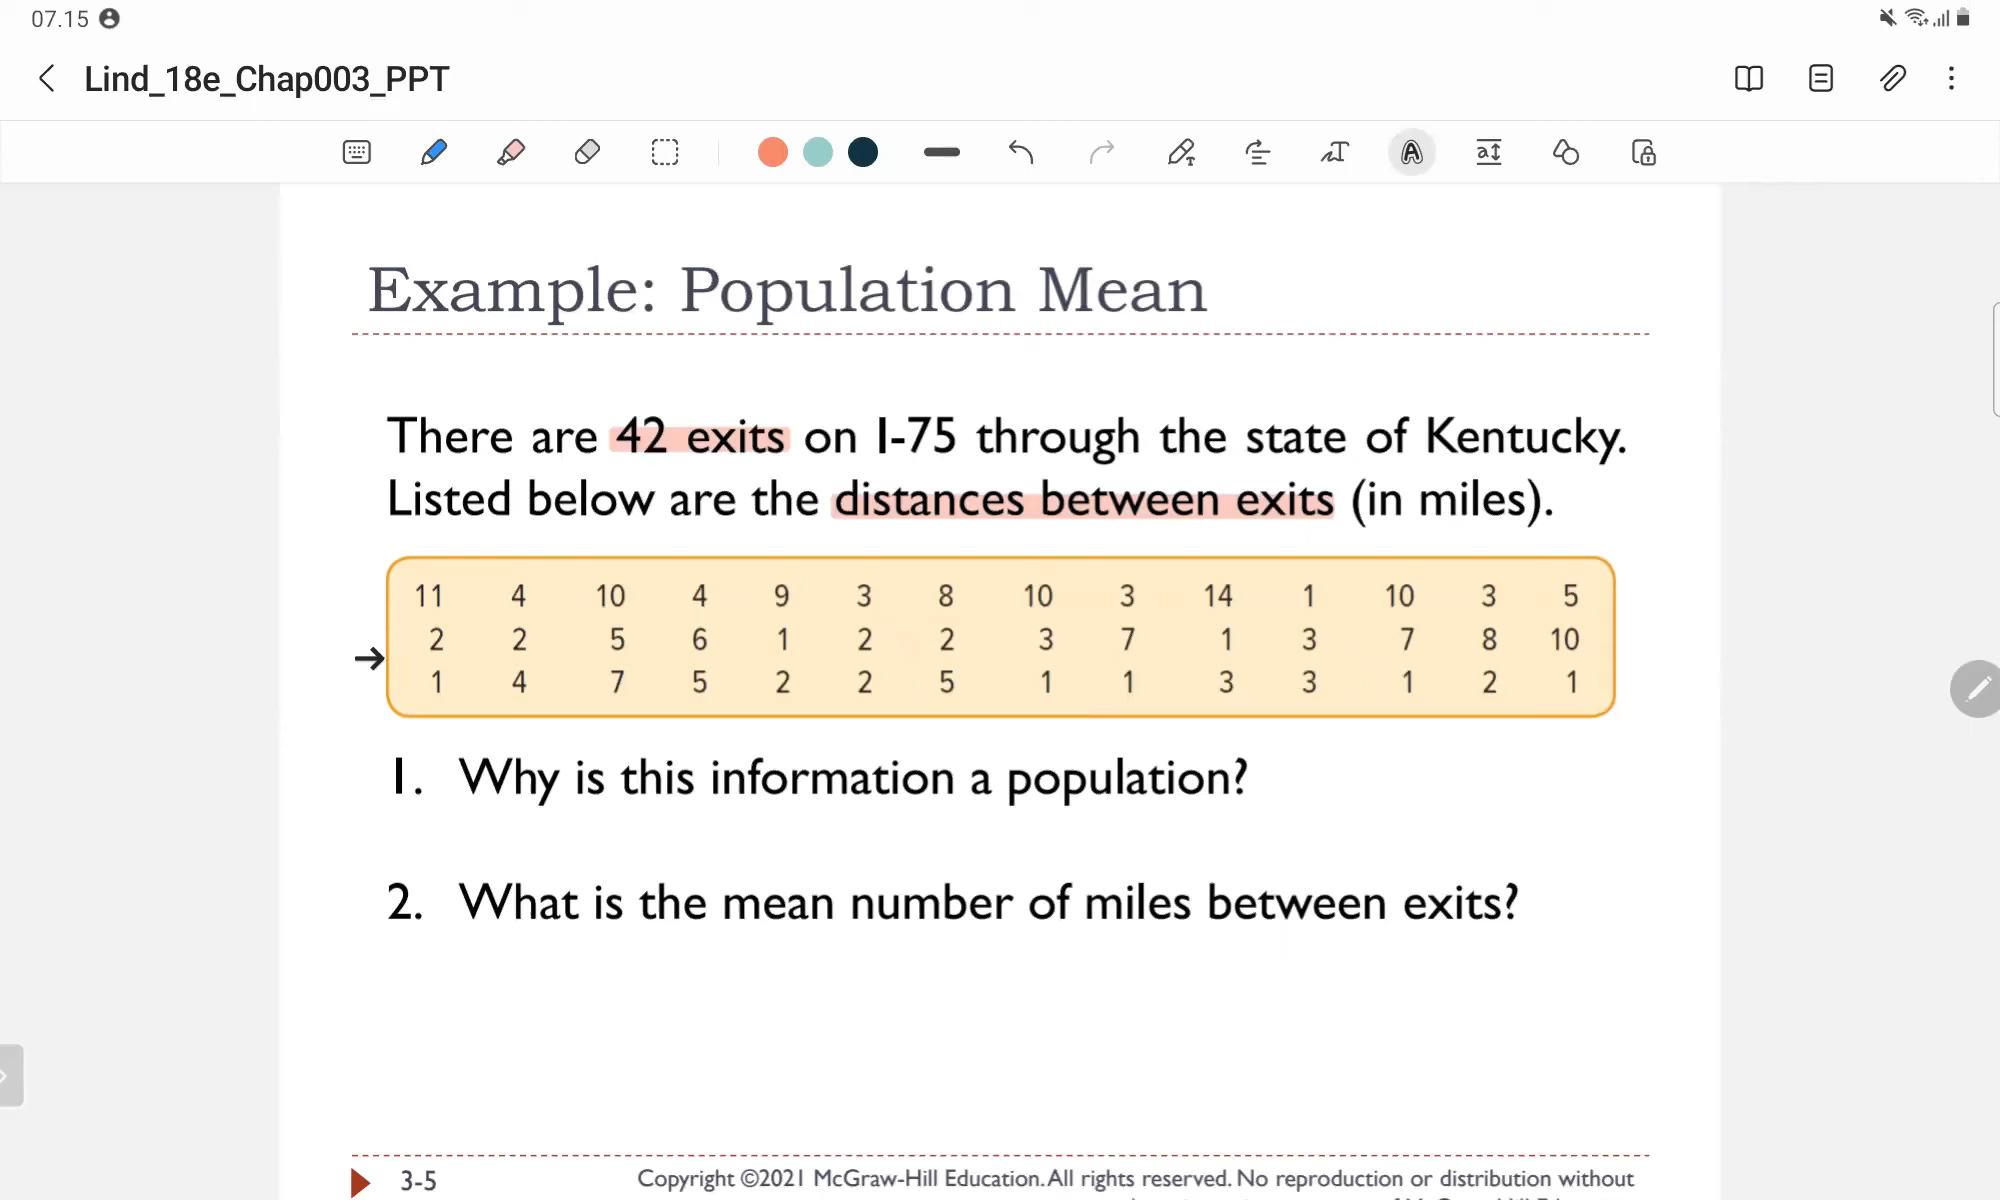 07.15
Lind_18e_Chap003_PPT
Example: Population Mean
There are 42 exits on I-75 through the state of Kentucky.
Listed below are the distances between exits (in miles).
11 4 10 4 9 3 8 10 3 14 1 10 3 5
2 2 5 6 1 2 2 3 7 1 3 7 8 10
1 4 7 5 2 2 5 1 1 3 3 1 2 1
1. Why is this information a population?
2. What is the mean number of miles between exits?
3-5
Copyright ©2021 McGraw-Hill Education. All rights reserved. No reproduction or distribution without